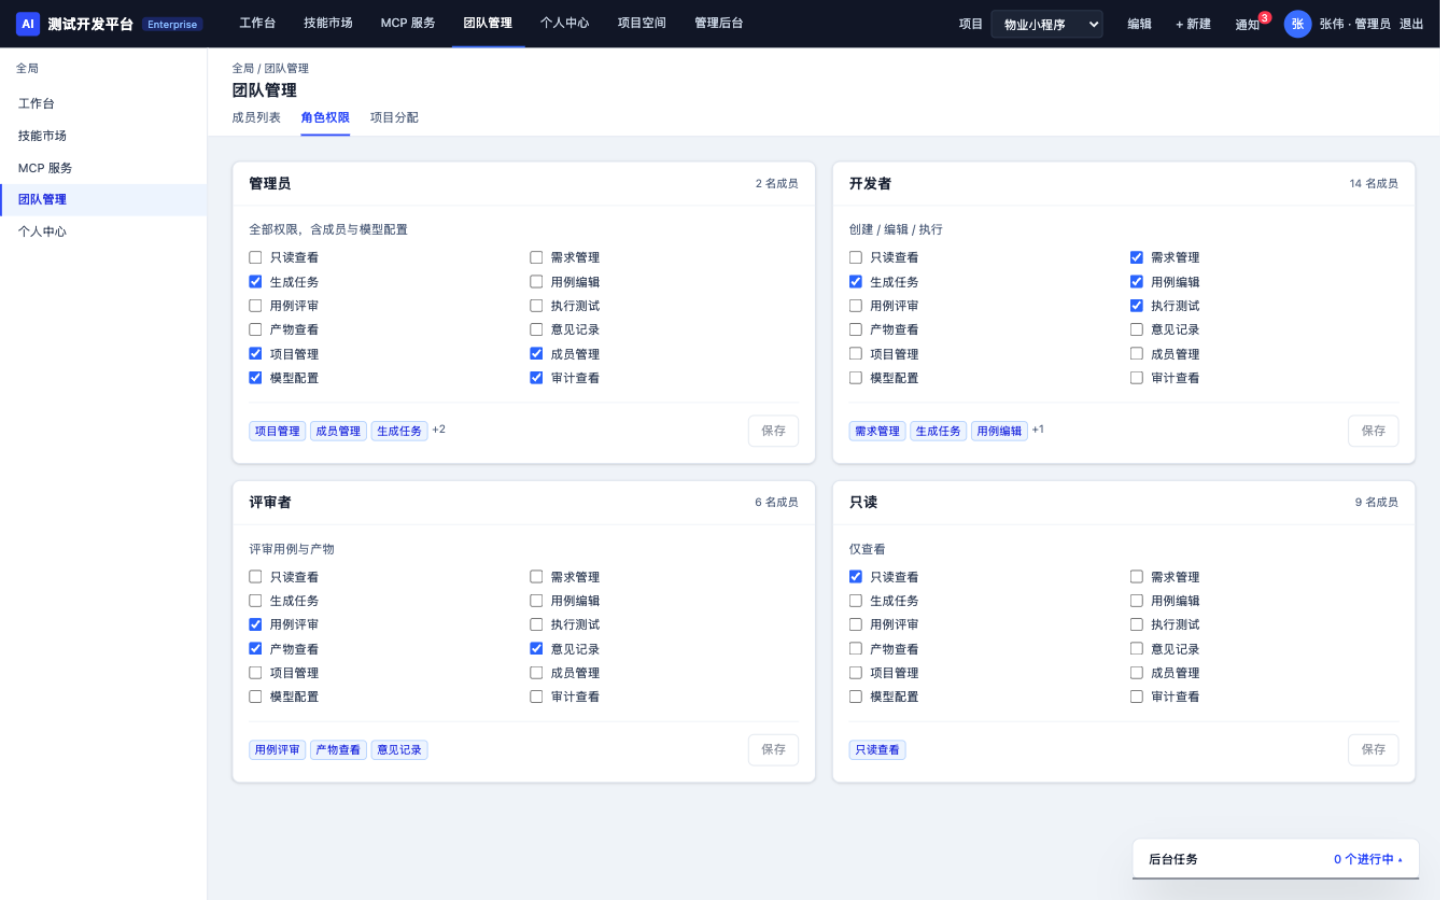 AI 测试开发平台 Enterprise 工作台 技能市场 MCP 服务 团队管理 个人中心 项目空间 管理后台 项目 物业小程序 编辑 + 新建 通知 3 张 张伟 · 管理员 退出
全局
工作台
技能市场
MCP 服务
团队管理
个人中心
全局 / 团队管理
团队管理
成员列表 角色权限 项目分配
管理员 2 名成员
全部权限，含成员与模型配置
只读查看 需求管理
生成任务 用例编辑
用例评审 执行测试
产物查看 意见记录
项目管理 成员管理
模型配置 审计查看
项目管理 成员管理 生成任务 +2 保存
开发者 14 名成员
创建 / 编辑 / 执行
只读查看 需求管理
生成任务 用例编辑
用例评审 执行测试
产物查看 意见记录
项目管理 成员管理
模型配置 审计查看
需求管理 生成任务 用例编辑 +1 保存
评审者 6 名成员
评审用例与产物
只读查看 需求管理
生成任务 用例编辑
用例评审 执行测试
产物查看 意见记录
项目管理 成员管理
模型配置 审计查看
用例评审 产物查看 意见记录 保存
只读 9 名成员
仅查看
只读查看 需求管理
生成任务 用例编辑
用例评审 执行测试
产物查看 意见记录
项目管理 成员管理
模型配置 审计查看
只读查看 保存
后台任务 0 个进行中